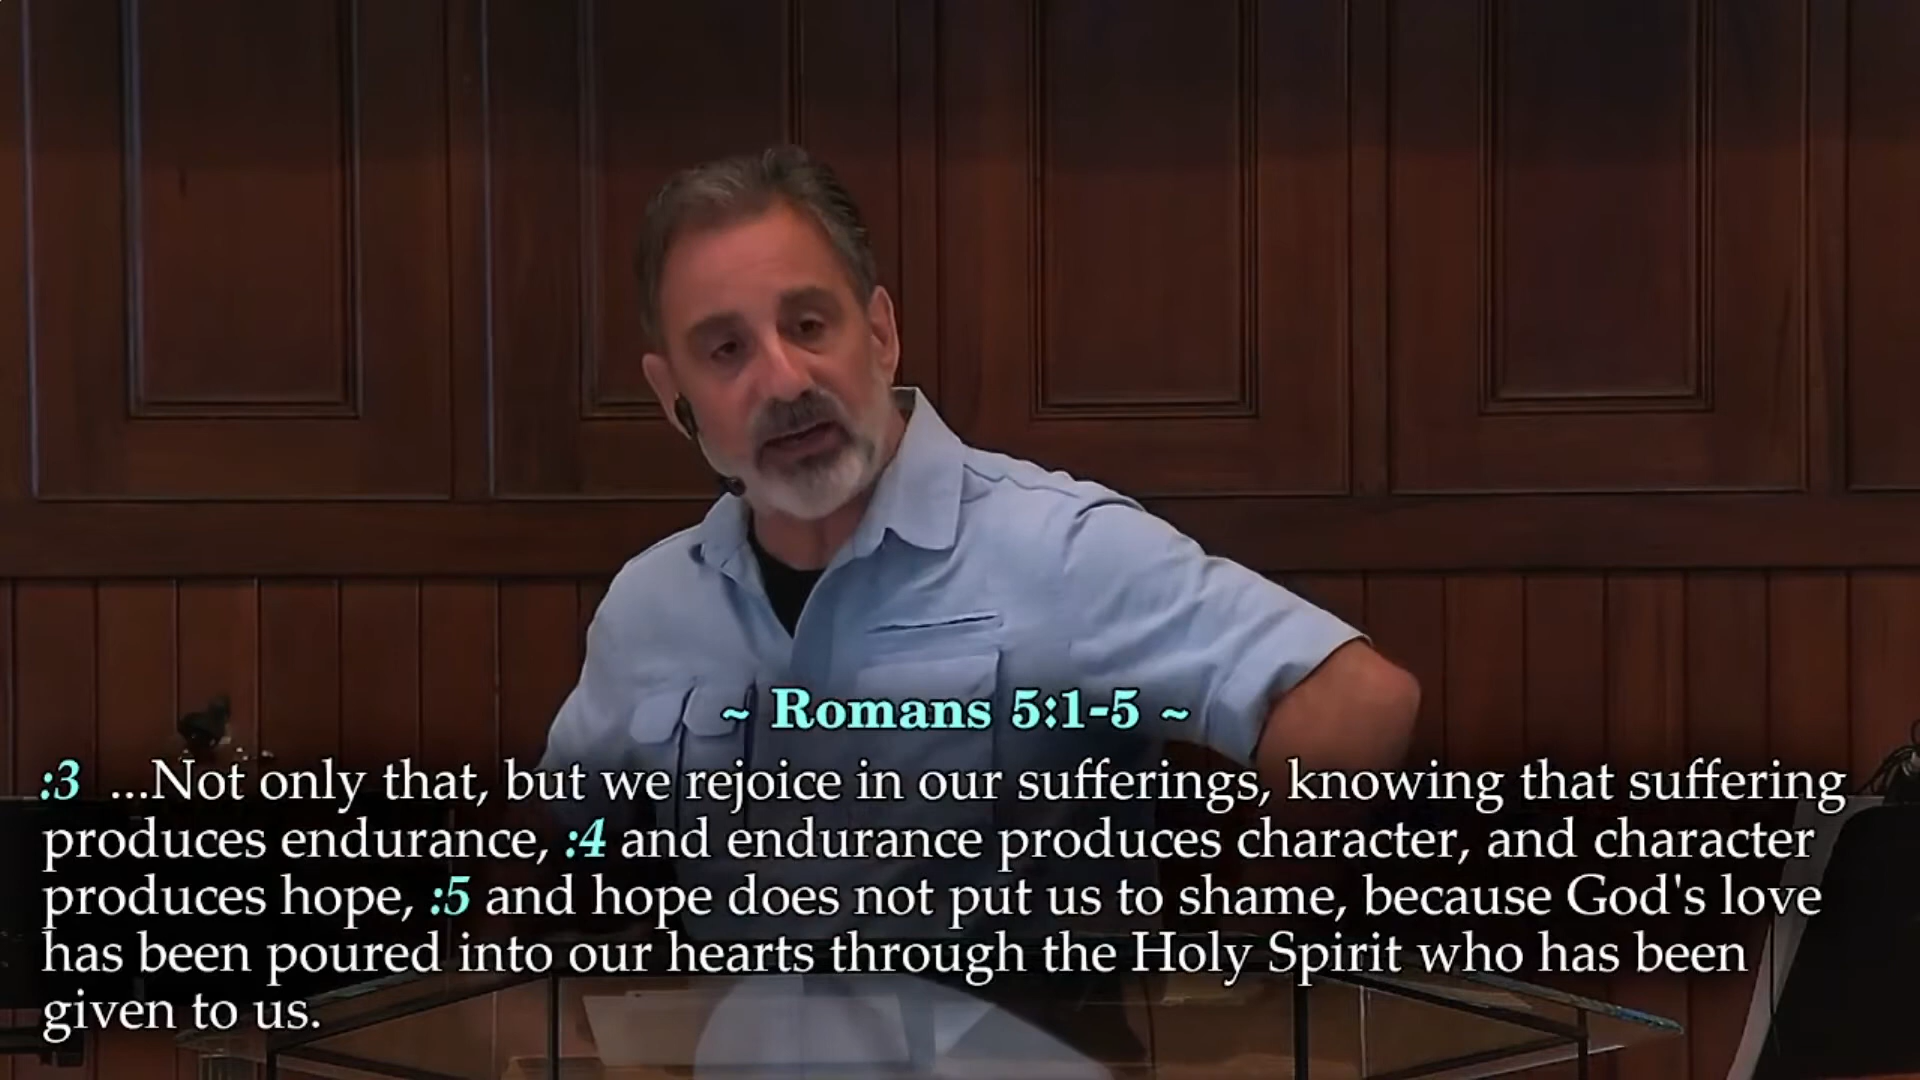 ~ Romans 5:1-5 ~
:3 ...Not only that, but we rejoice in our sufferings, knowing that suffering
produces endurance, :4 and endurance produces character, and character
produces hope, :5 and hope does not put us to shame, because God's love
has been poured into our hearts through the Holy Spirit who has been
given to us.